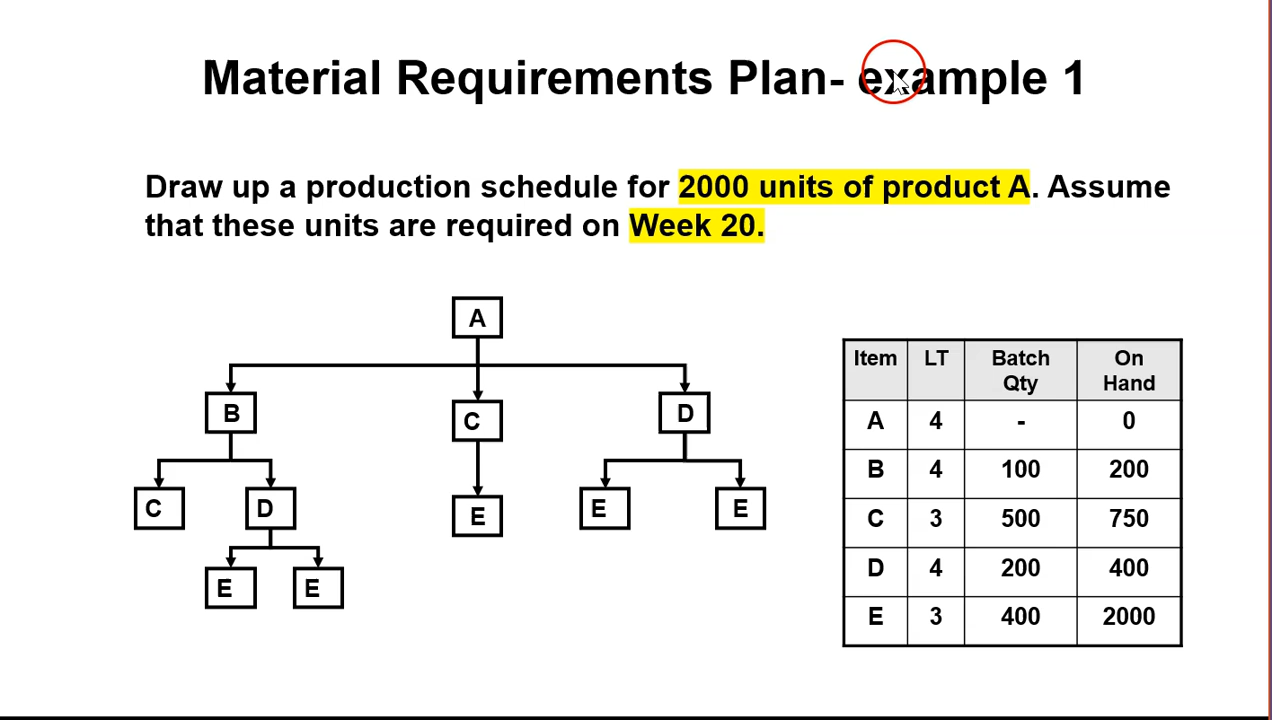 Material Requirements Plan- example 1
Draw up a production schedule for 2000 units of product A. Assume
that these units are required on Week 20.
A
B
C
D
C
D
E
E
E
E
E
Item LT Batch Qty On Hand
A 4 - 0
B 4 100 200
C 3 500 750
D 4 200 400
E 3 400 2000